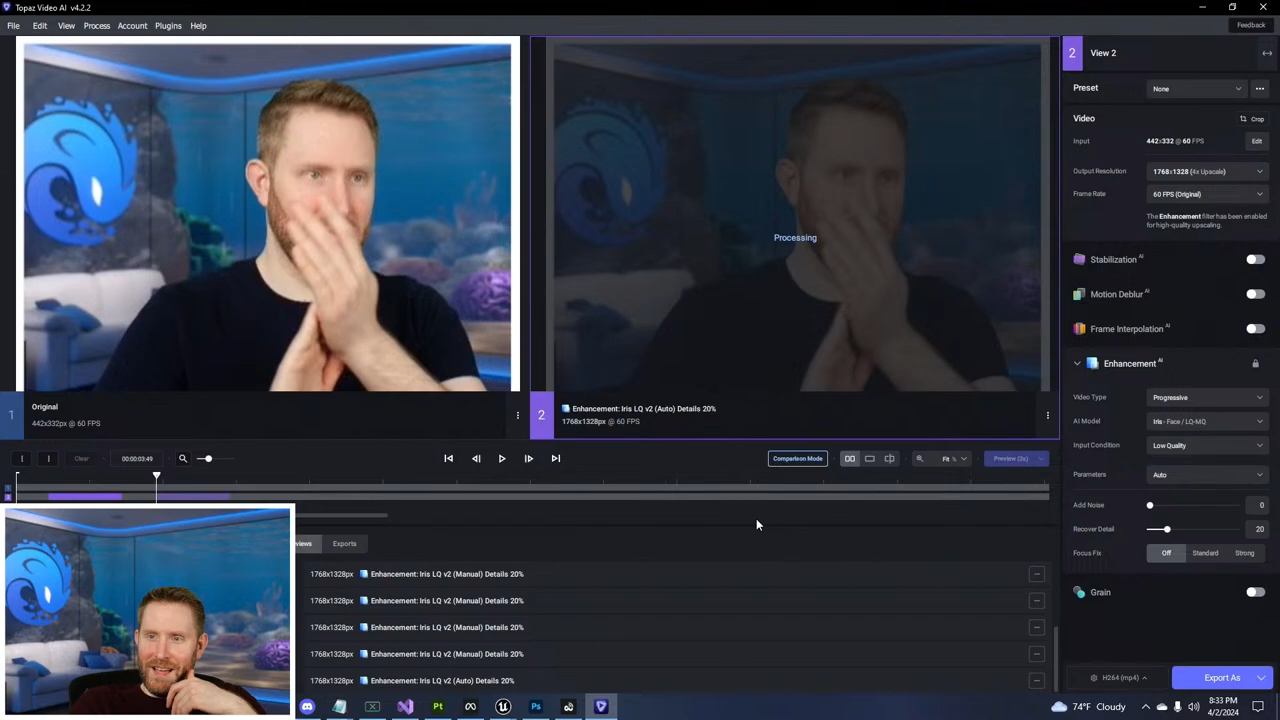 Topaz Video AI v4.2.2
File Edit View Process Account Plugins Help
Feedback
2 View 2
Preset None
Video Crop
Input 442x332 @ 60 FPS Edit
Output Resolution 1768x1328 (4x Upscale)
Frame Rate 60 FPS (Original)
The Enhancement filter has been enabled
for high-quality upscaling.
Processing
Stabilization AI
Motion Deblur AI
Frame Interpolation AI
Enhancement AI
Video Type Progressive
AI Model Iris - Face / LQ-MQ
Input Condition Low Quality
Parameters Auto
Add Noise 0
Recover Detail 20
Focus Fix Off Standard Strong
Grain
H264 (mp4) Export As
1 Original
442x332px @ 60 FPS
2 Enhancement: Iris LQ v2 (Auto) Details 20%
1768x1328px @ 60 FPS
[ ] Clear 00:00:03:49 Comparison Mode Fit % Preview (2s)
1
2
views Exports
1768x1328px Enhancement: Iris LQ v2 (Manual) Details 20%
1768x1328px Enhancement: Iris LQ v2 (Manual) Details 20%
1768x1328px Enhancement: Iris LQ v2 (Manual) Details 20%
1768x1328px Enhancement: Iris LQ v2 (Manual) Details 20%
1768x1328px Enhancement: Iris LQ v2 (Auto) Details 20%
Pt Ps
74°F Cloudy
8:33 PM
4/2/2024